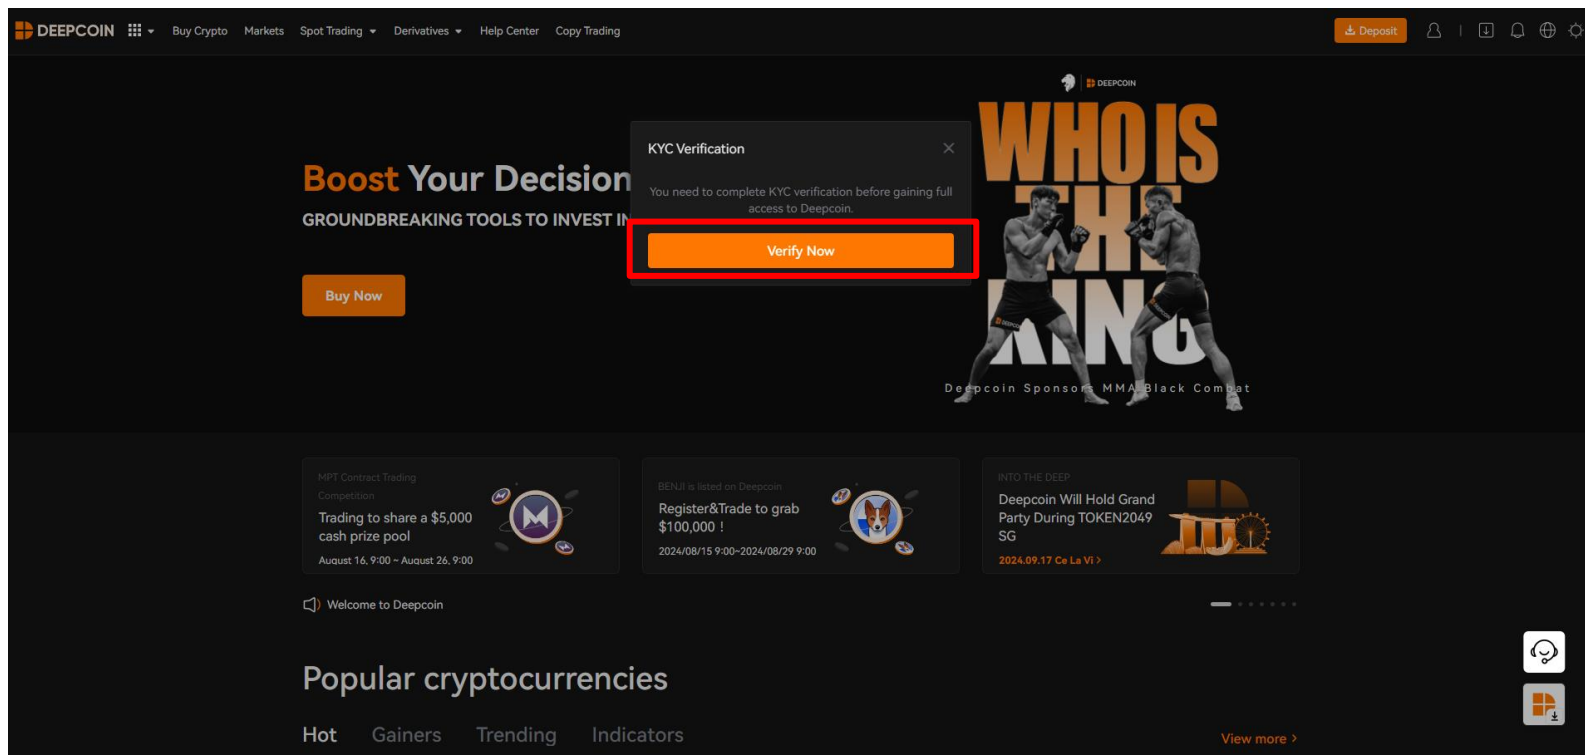 DEEPCOIN
Buy Crypto
Markets
Spot Trading
Derivatives
Help Center
Copy Trading
Deposit
DEEPCOIN
WHO IS
THE
KING
Deepcoin Sponsors MMA Black Combat
Boost Your Decision
GROUNDBREAKING TOOLS TO INVEST IN
Buy Now
KYC Verification
You need to complete KYC verification before gaining full
access to Deepcoin.
Verify Now
MPT Contract Trading
Competition
Trading to share a $5,000
cash prize pool
August 16, 9:00 ~ August 26, 9:00
BENJI is listed on Deepcoin
Register&Trade to grab
$100,000 !
2024/08/15 9:00~2024/08/29 9:00
INTO THE DEEP
Deepcoin Will Hold Grand
Party During TOKEN2049
SG
2024.09.17 Ce La Vi >
Welcome to Deepcoin
Popular cryptocurrencies
Hot
Gainers
Trending
Indicators
View more >